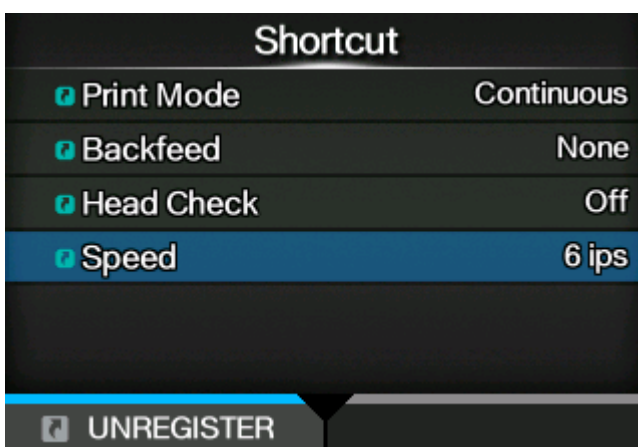 Shortcut
Print Mode Continuous
Backfeed None
Head Check Off
Speed 6 ips
UNREGISTER